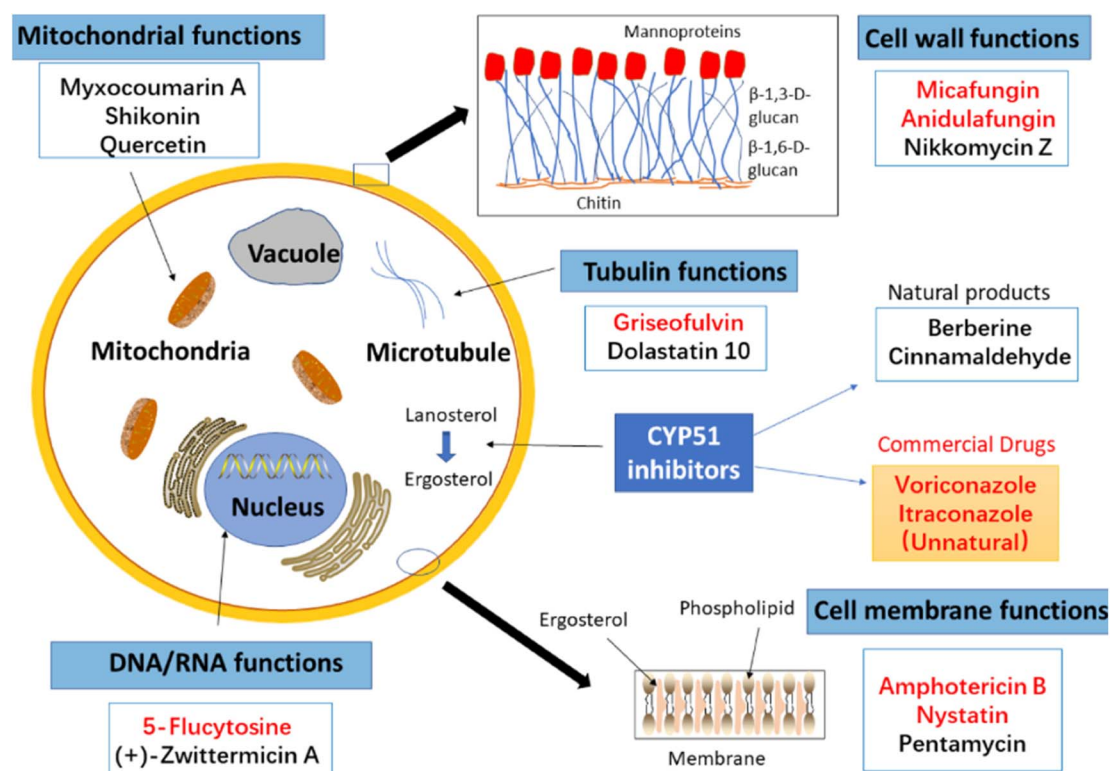 Mitochondrial functions
Myxocoumarin A
Shikonin
Quercetin
Mannoproteins
β-1,3-D-
glucan
β-1,6-D-
glucan
Chitin
Cell wall functions
Micafungin
Anidulafungin
Nikkomycin Z
Vacuole
Mitochondria
Microtubule
Tubulin functions
Griseofulvin
Dolastatin 10
Natural products
Berberine
Cinnamaldehyde
Lanosterol
Ergosterol
CYP51
inhibitors
Commercial Drugs
Voriconazole
Itraconazole
(Unnatural)
Nucleus
DNA/RNA functions
5-Flucytosine
(+)-Zwittermicin A
Ergosterol
Phospholipid
Membrane
Cell membrane functions
Amphotericin B
Nystatin
Pentamycin